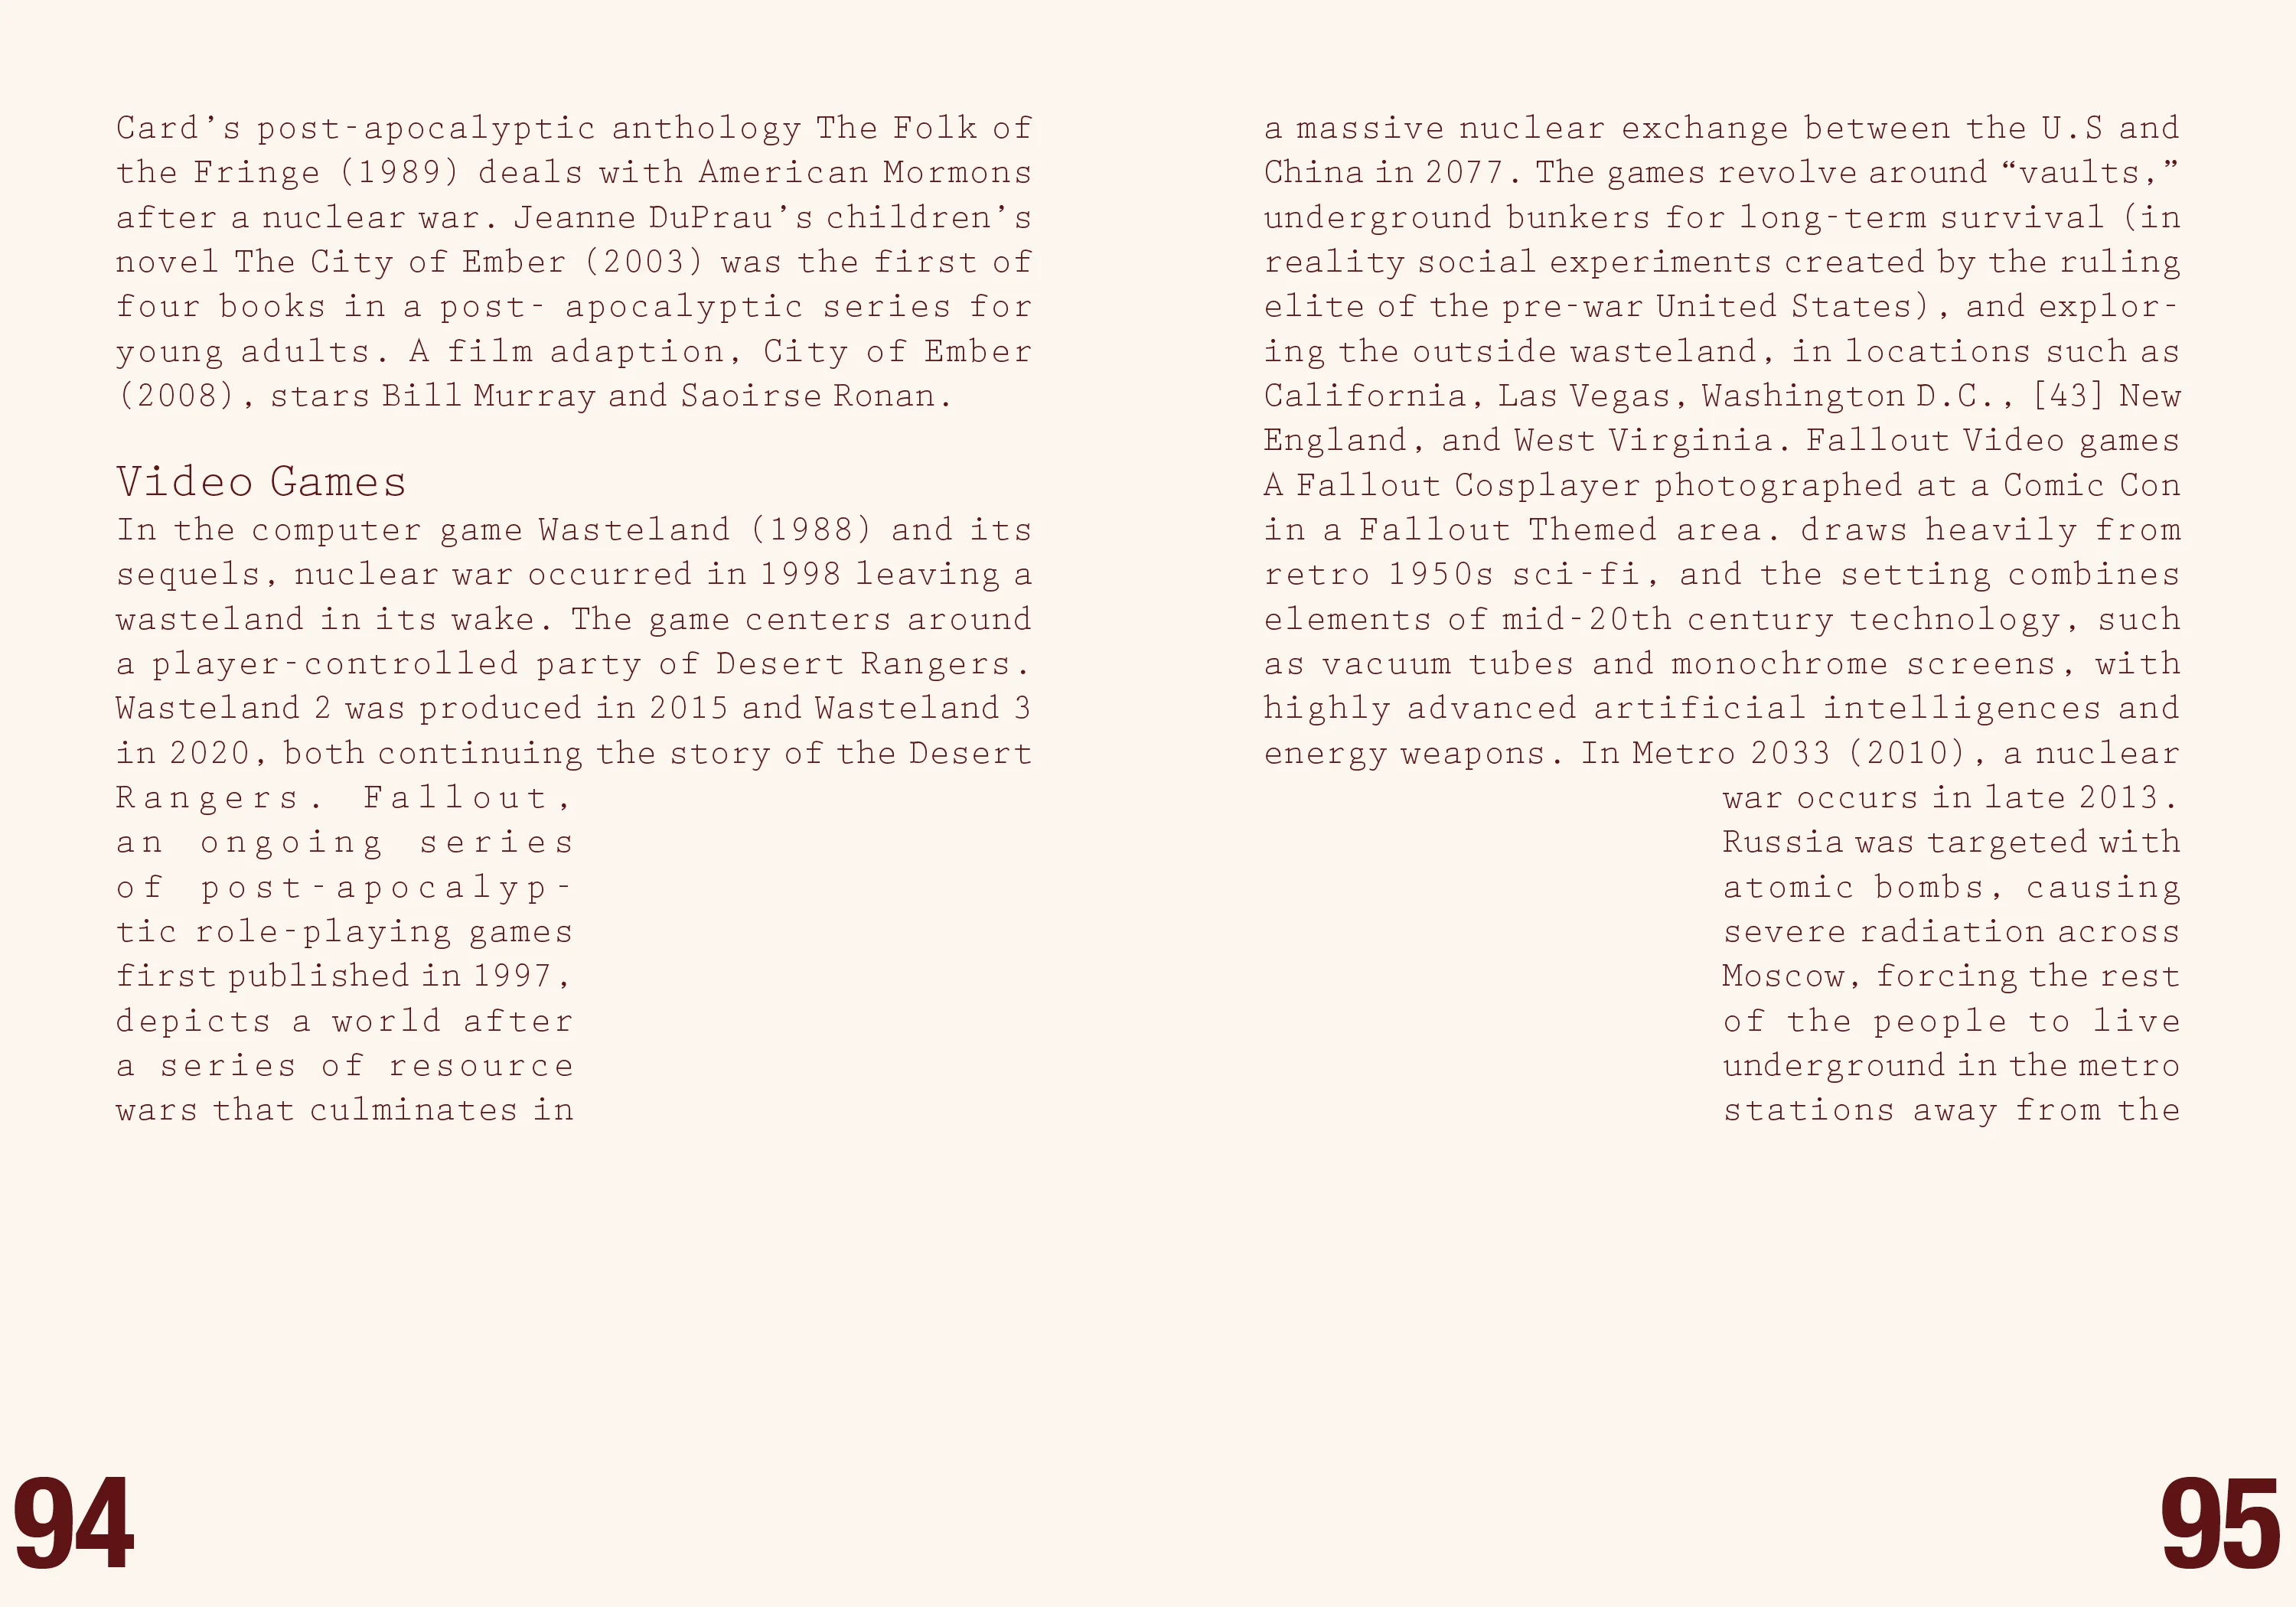 Card’s post-apocalyptic anthology The Folk of
the Fringe (1989) deals with American Mormons
after a nuclear war. Jeanne DuPrau’s children’s
novel The City of Ember (2003) was the first of
four books in a post- apocalyptic series for
young adults. A film adaption, City of Ember
(2008), stars Bill Murray and Saoirse Ronan.
Video Games
In the computer game Wasteland (1988) and its
sequels, nuclear war occurred in 1998 leaving a
wasteland in its wake. The game centers around
a player-controlled party of Desert Rangers.
Wasteland 2 was produced in 2015 and Wasteland 3
in 2020, both continuing the story of the Desert
Rangers. Fallout,
an ongoing series
of post-apocalyp-
tic role-playing games
first published in 1997,
depicts a world after
a series of resource
wars that culminates in
94
a massive nuclear exchange between the U.S and
China in 2077. The games revolve around “vaults,”
underground bunkers for long-term survival (in
reality social experiments created by the ruling
elite of the pre-war United States), and explor-
ing the outside wasteland, in locations such as
California, Las Vegas, Washington D.C., [43] New
England, and West Virginia. Fallout Video games
A Fallout Cosplayer photographed at a Comic Con
in a Fallout Themed area. draws heavily from
retro 1950s sci-fi, and the setting combines
elements of mid-20th century technology, such
as vacuum tubes and monochrome screens, with
highly advanced artificial intelligences and
energy weapons. In Metro 2033 (2010), a nuclear
war occurs in late 2013.
Russia was targeted with
atomic bombs, causing
severe radiation across
Moscow, forcing the rest
of the people to live
underground in the metro
stations away from the
95